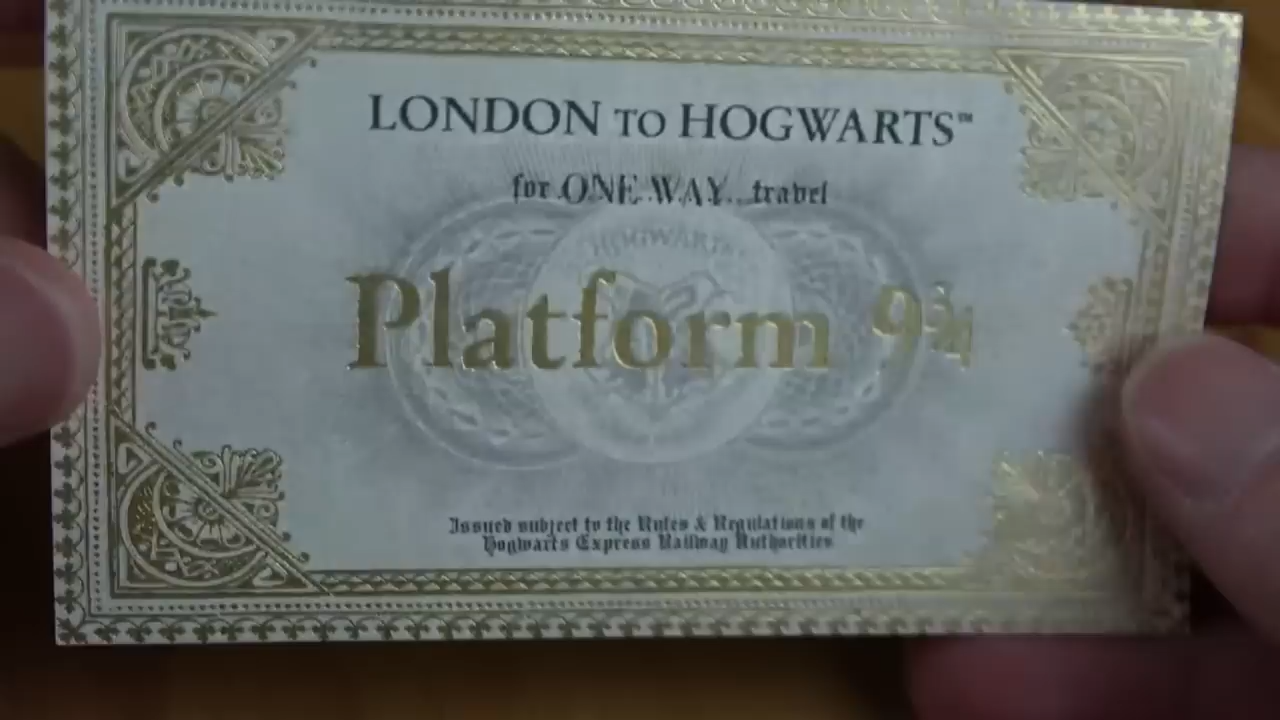 LONDON TO HOGWARTS™
for ONE WAY travel
HOGWARTS
Platform 9¾
Issued subject to the Rules & Regulations of the
Hogwarts Express Railway Authorities